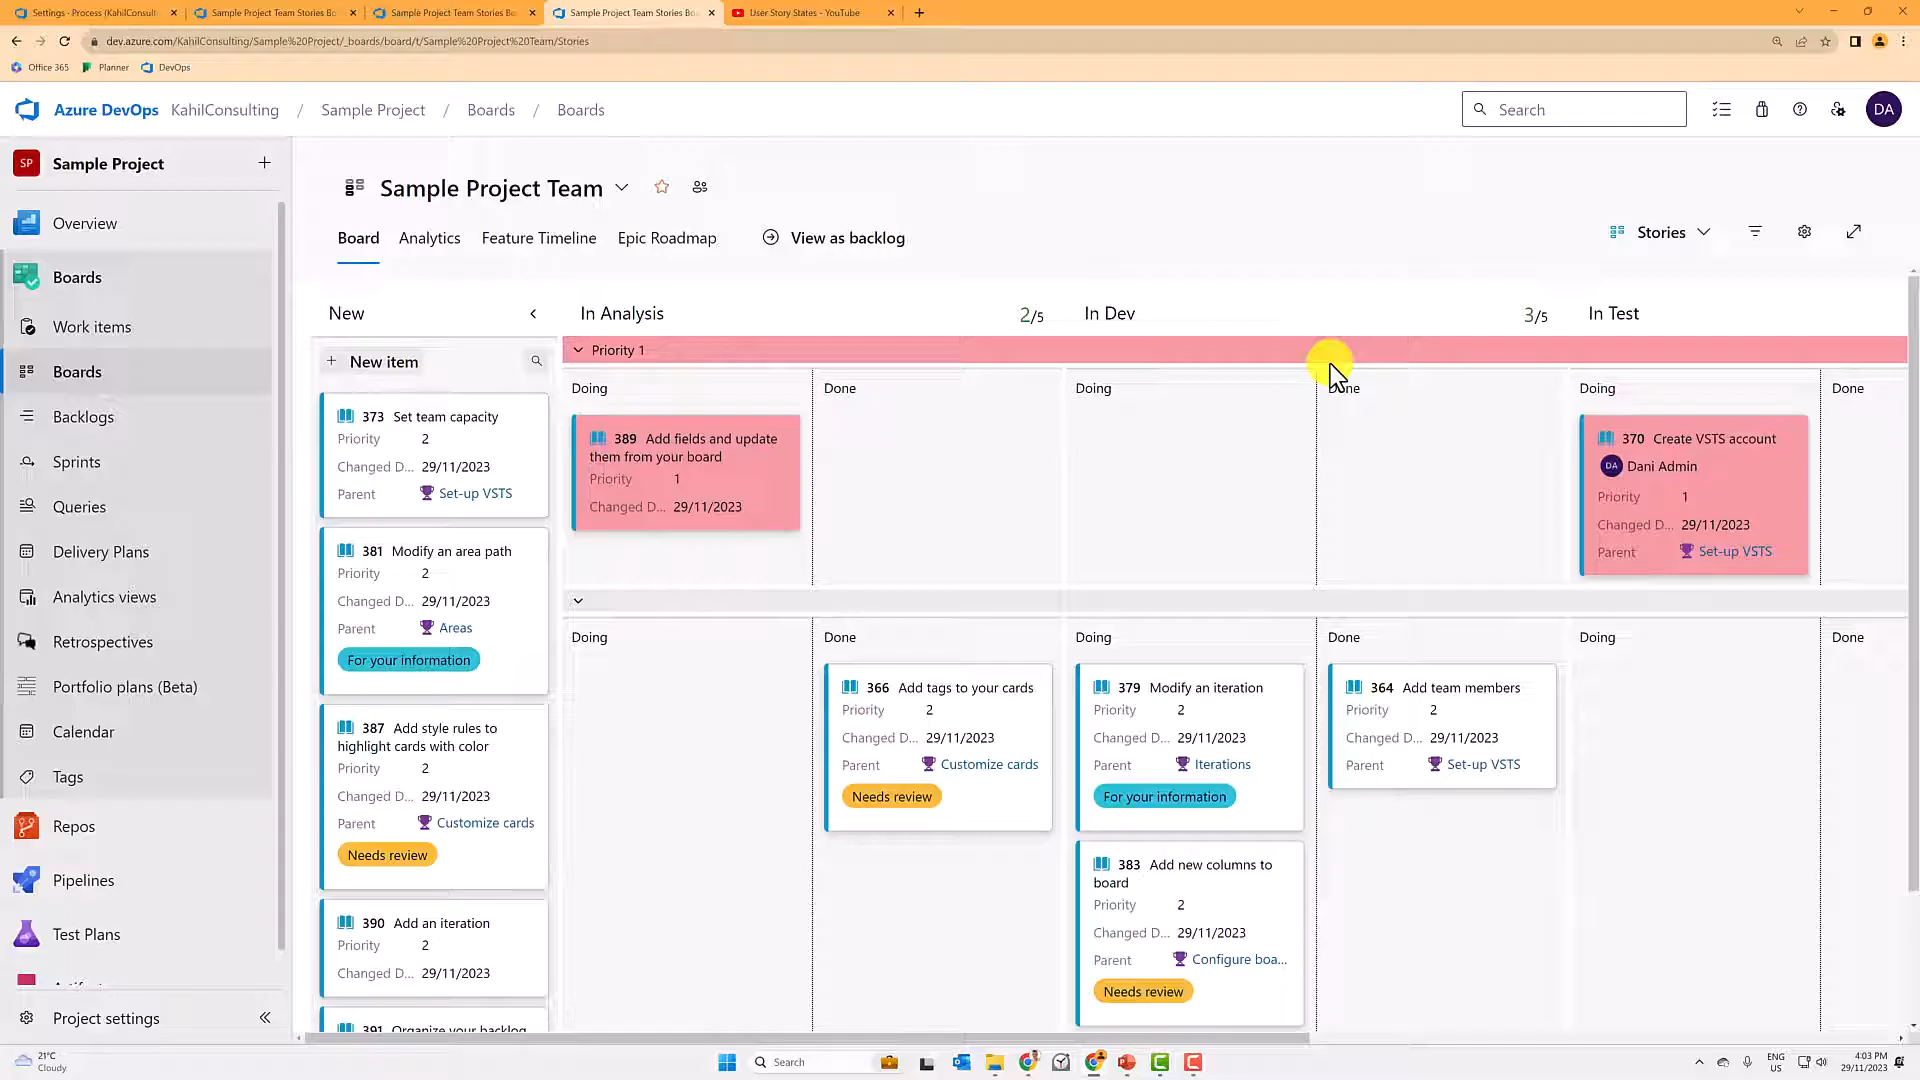 Settings - Process (KahilConsult
Sample Project Team Stories Bo
Sample Project Team Stories Bo
Sample Project Team Stories Bo
User Story States - YouTube
dev.azure.com/KahilConsulting/Sample%20Project/_boards/board/t/Sample%20Project%20Team/Stories
Office 365
Planner
DevOps
Azure DevOps
KahilConsulting / Sample Project / Boards / Boards
Search
DA
SP
Sample Project
Overview
Boards
Work items
Boards
Backlogs
Sprints
Queries
Delivery Plans
Analytics views
Retrospectives
Portfolio plans (Beta)
Calendar
Tags
Repos
Pipelines
Test Plans
Project settings
Sample Project Team
Board
Analytics
Feature Timeline
Epic Roadmap
View as backlog
Stories
New
In Analysis
2/5
In Dev
3/5
In Test
New item
373 Set team capacity
Priority 2
Changed D... 29/11/2023
Parent Set-up VSTS
381 Modify an area path
Priority 2
Changed D... 29/11/2023
Parent Areas
For your information
387 Add style rules to
highlight cards with color
Priority 2
Changed D... 29/11/2023
Parent Customize cards
Needs review
390 Add an iteration
Priority 2
Changed D... 29/11/2023
391 Organize your backlog
Priority 1
Doing
Done
Doing
Doing
Done
389 Add fields and update
them from your board
Priority 1
Changed D... 29/11/2023
370 Create VSTS account
DA Dani Admin
Priority 1
Changed D... 29/11/2023
Parent Set-up VSTS
Doing
Done
Doing
Done
Doing
Done
366 Add tags to your cards
Priority 2
Changed D... 29/11/2023
Parent Customize cards
Needs review
379 Modify an iteration
Priority 2
Changed D... 29/11/2023
Parent Iterations
For your information
383 Add new columns to
board
Priority 2
Changed D... 29/11/2023
Parent Configure boa...
Needs review
364 Add team members
Priority 2
Changed D... 29/11/2023
Parent Set-up VSTS
21°C
Cloudy
Search
ENG
US
4:03 PM
29/11/2023